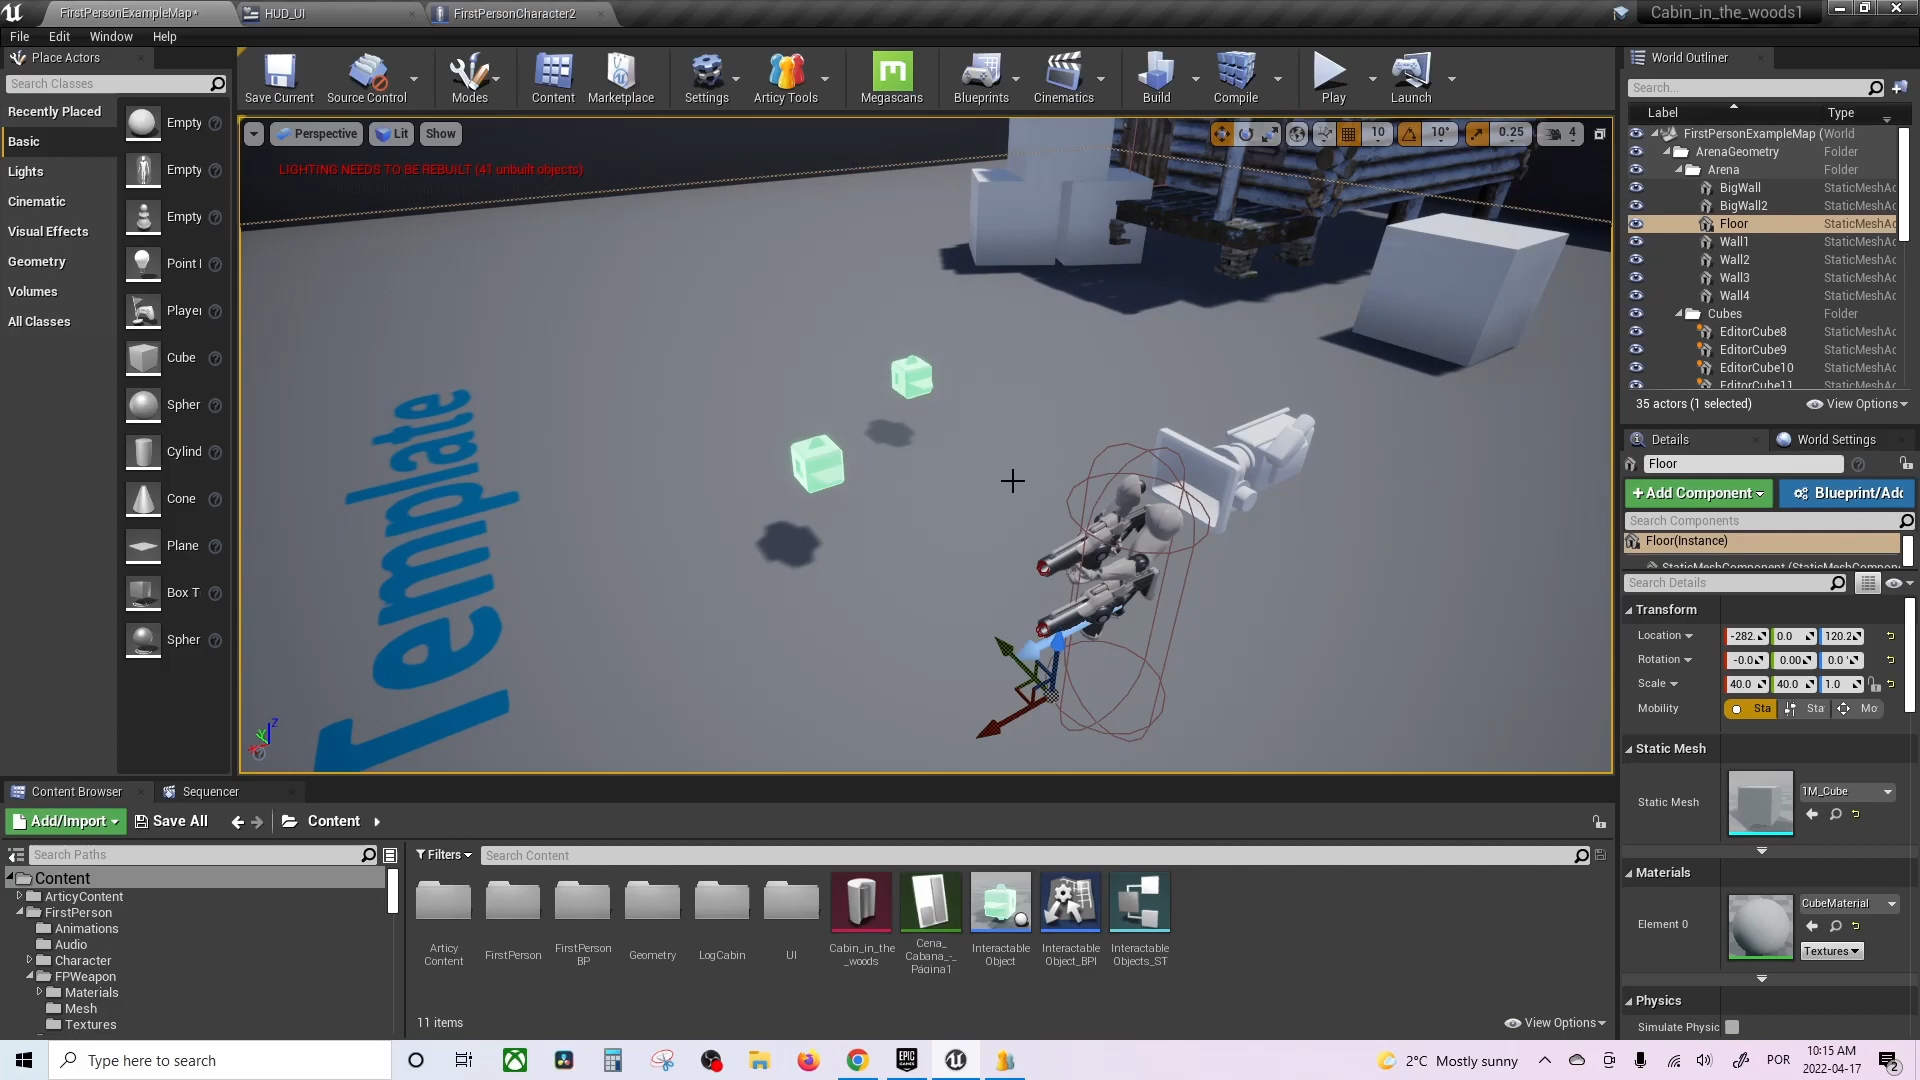 FirstPersonExampleMap*
HUD_UI
FirstPersonCharacter2
Cabin_in_the_woods1
File
Edit
Window
Help
Place Actors
Search Classes
Recently Placed
Basic
Lights
Cinematic
Visual Effects
Geometry
Volumes
All Classes
Empty
Empty
Empty
Point
Playe
Cube
Spher
Cylind
Cone
Plane
Box T
Spher
Save Current
Source Control
Modes
Content
Marketplace
Settings
Articy Tools
Megascans
Blueprints
Cinematics
Build
Compile
Play
Launch
Perspective
Lit
Show
10
10°
0.25
4
LIGHTING NEEDS TO BE REBUILT (41 unbuilt objects)
Template
Z
Y
World Outliner
Search...
Label
Type
FirstPersonExampleMap (
World
ArenaGeometry
Folder
Arena
Folder
BigWall
StaticMeshAc
BigWall2
StaticMeshAc
Floor
StaticMeshAc
Wall1
StaticMeshAc
Wall2
StaticMeshAc
Wall3
StaticMeshAc
Wall4
StaticMeshAc
Cubes
Folder
EditorCube8
StaticMeshAc
EditorCube9
StaticMeshAc
EditorCube10
StaticMeshAc
EditorCube11
StaticMeshAc
35 actors (1 selected)
View Options
Details
World Settings
Floor
+Add Component
Blueprint/Add
Search Components
Floor(Instance)
StaticMeshComponent (StaticMeshCompon
Search Details
Transform
Location
-282.
0.0
120.2
Rotation
-0.0
0.00
0.0
Scale
40.0
40.0
1.0
Mobility
Sta
Sta
Mo
Static Mesh
Static Mesh
1M_Cube
Materials
Element 0
CubeMaterial
Textures
Physics
Simulate Physic
Content Browser
Sequencer
Add/Import
Save All
Content
Search Paths
Content
ArticyContent
FirstPerson
Animations
Audio
Character
FPWeapon
Materials
Mesh
Textures
Filters
Search Content
Articy
Content
FirstPerson
FirstPerson
BP
Geometry
LogCabin
UI
Cabin_in_the
_woods
Cena_
Cabana_-_
Página1
Interactable
Object
Interactable
Object_BPI
Interactable
Objects_ST
11 items
View Options
Type here to search
EPIC
GAMES
2°C Mostly sunny
POR
10:15 AM
2022-04-17
2